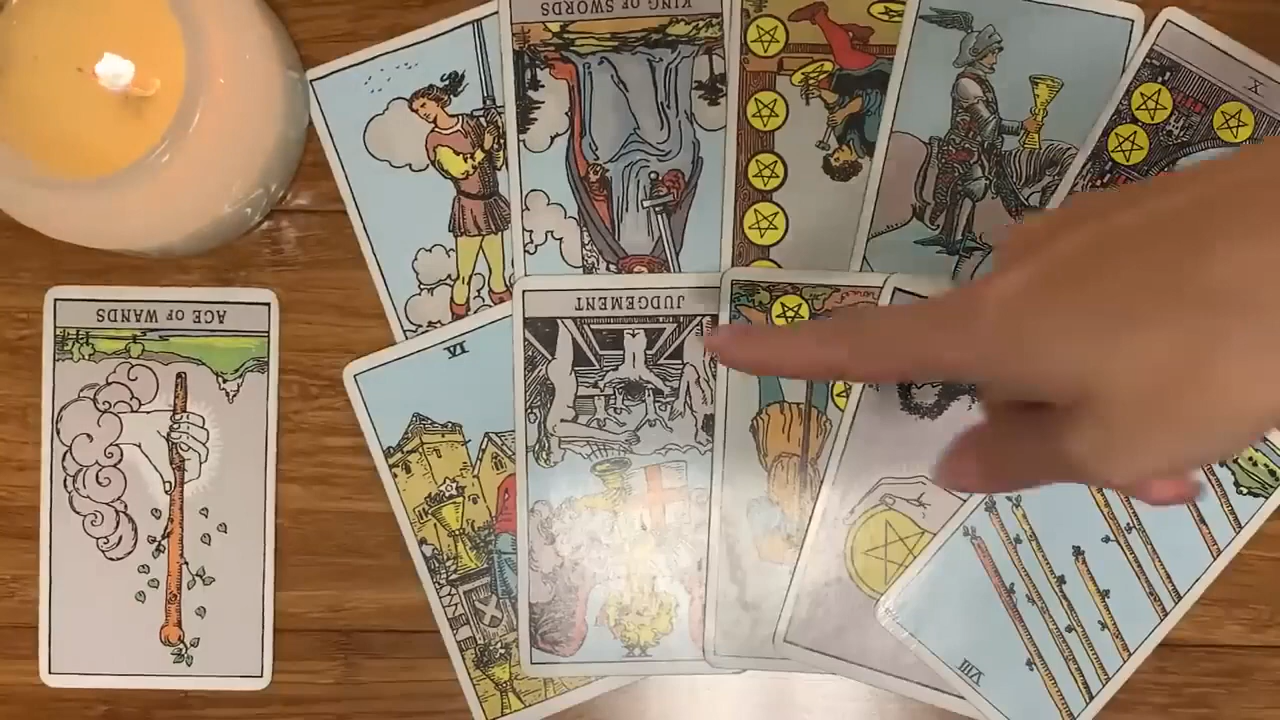 KING OF SWORDS
X
JUDGEMENT
ACE OF WANDS
VI
VIII